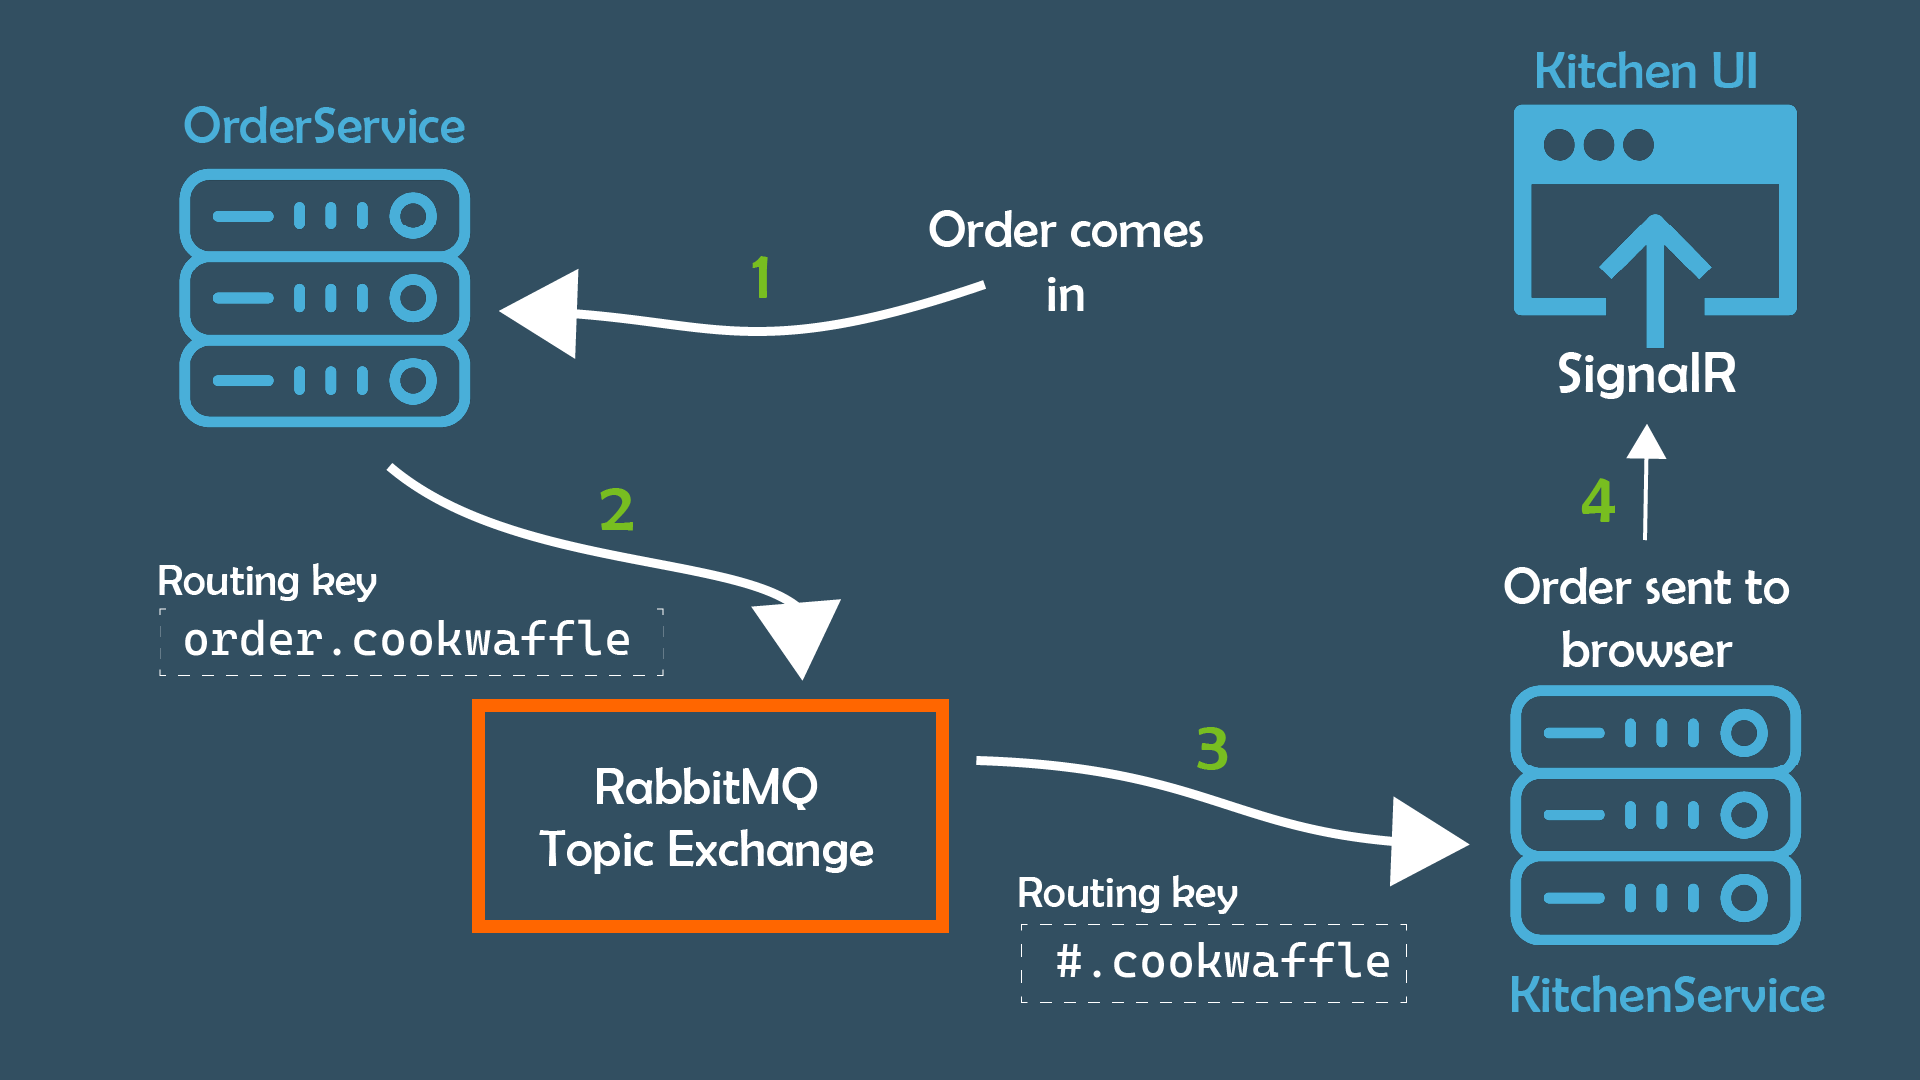 OrderService
Order comes
in
1
2
Routing key
order.cookwaffle
RabbitMQ
Topic Exchange
3
Routing key
#.cookwaffle
Kitchen UI
SignalR
4
Order sent to
browser
KitchenService